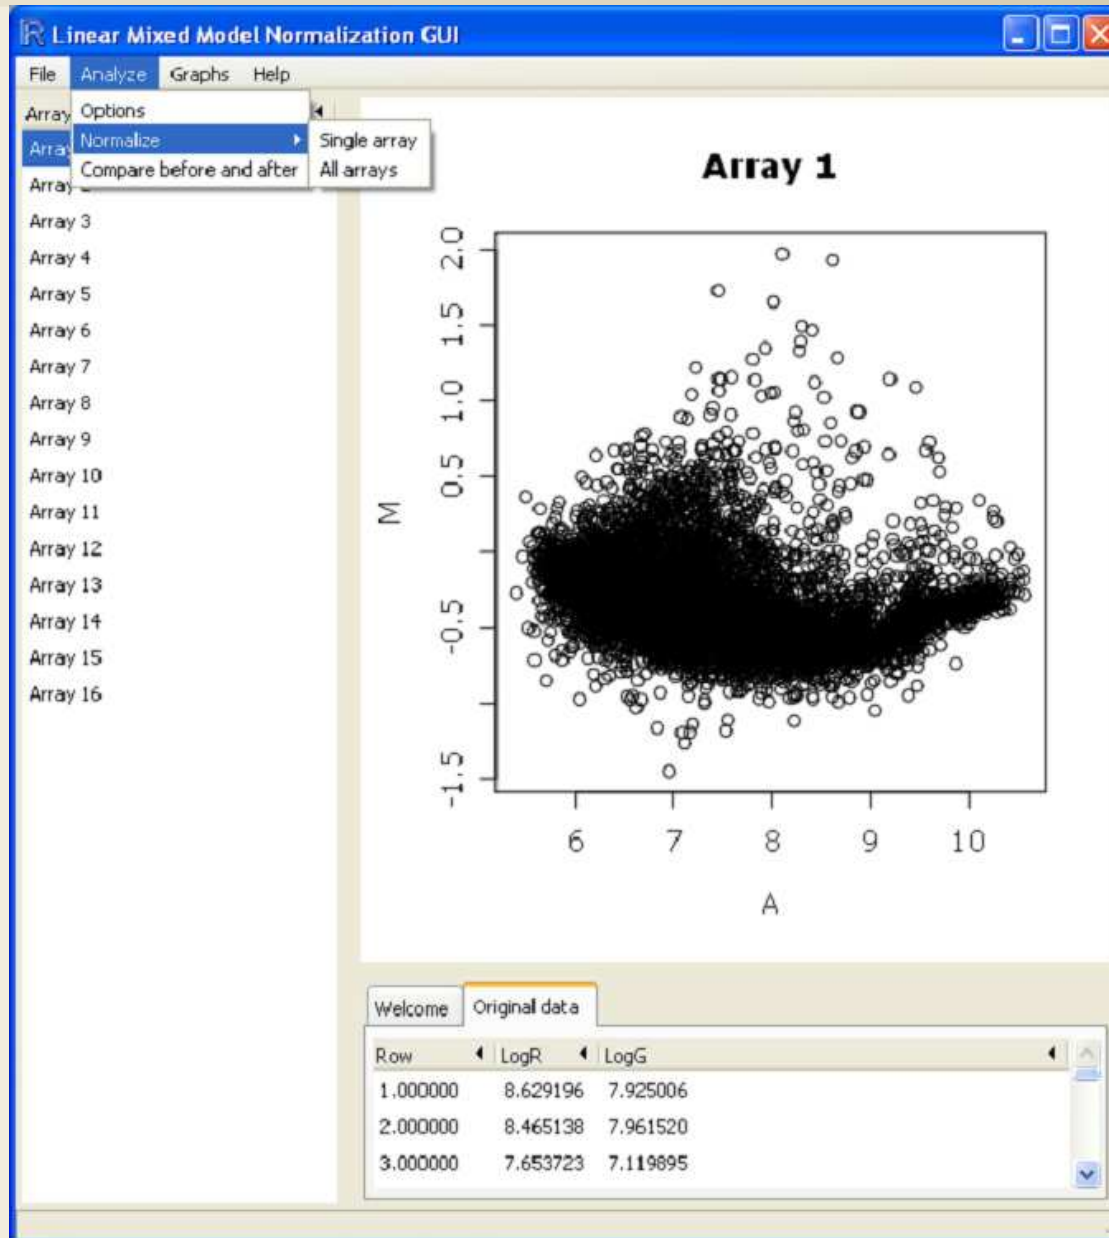 Linear Mixed Model Normalization GUI
File Analyze Graphs Help
Array
Options
Array
Normalize
Single array
Compare before and after
All arrays
Array
Array 3
Array 4
Array 5
Array 6
Array 7
Array 8
Array 9
Array 10
Array 11
Array 12
Array 13
Array 14
Array 15
Array 16
Array 1
2.0
1.5
1.0
0.5
-0.5
-1.5
M
6 7 8 9 10
A
Welcome Original data
Row LogR LogG
1.000000 8.629196 7.925006
2.000000 8.465138 7.961520
3.000000 7.653723 7.119895